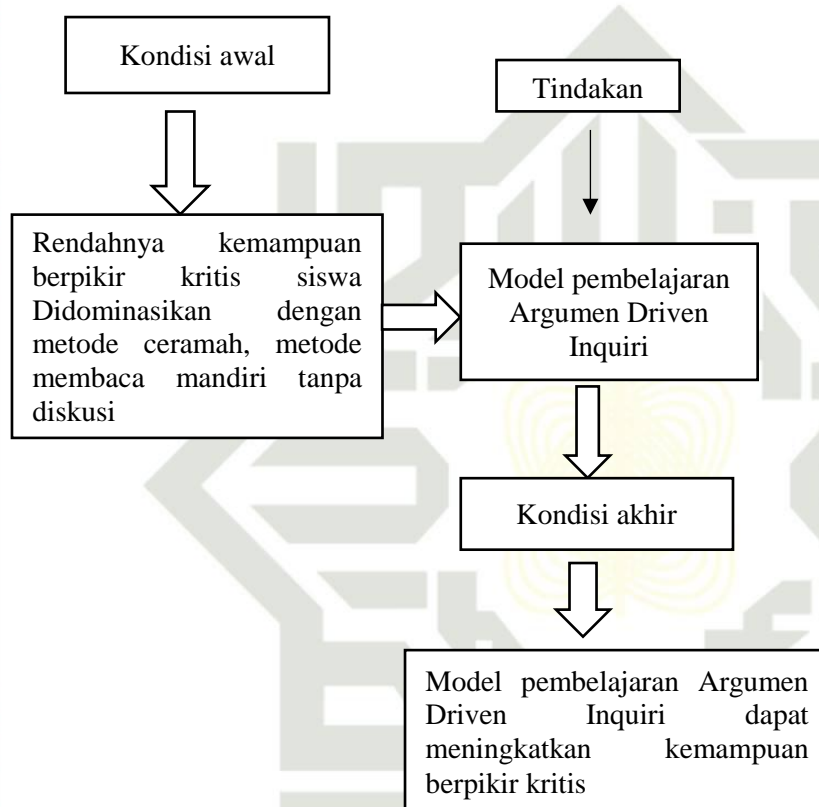 Kondisi awal
Tindakan
Rendahnya kemampuan
berpikir kritis siswa
Didominasikan dengan
metode ceramah, metode
membaca mandiri tanpa
diskusi
Model pembelajaran
Argumen Driven
Inquiri
Kondisi akhir
Model pembelajaran Argumen
Driven Inquiri dapat
meningkatkan kemampuan
berpikir kritis